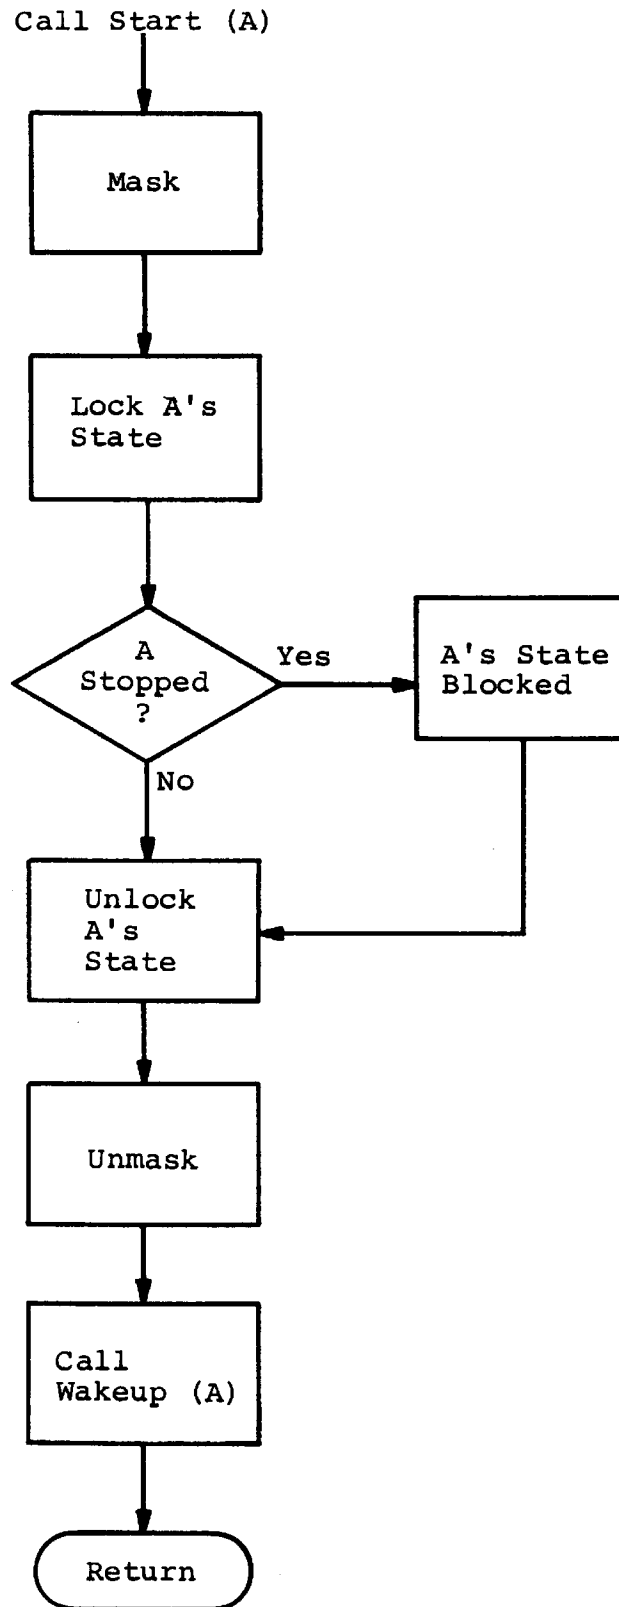 Call Start (A)
Mask
Lock A's
State
A
Stopped
?
Yes
A's State
Blocked
No
Unlock
A's
State
Unmask
Call
Wakeup (A)
Return